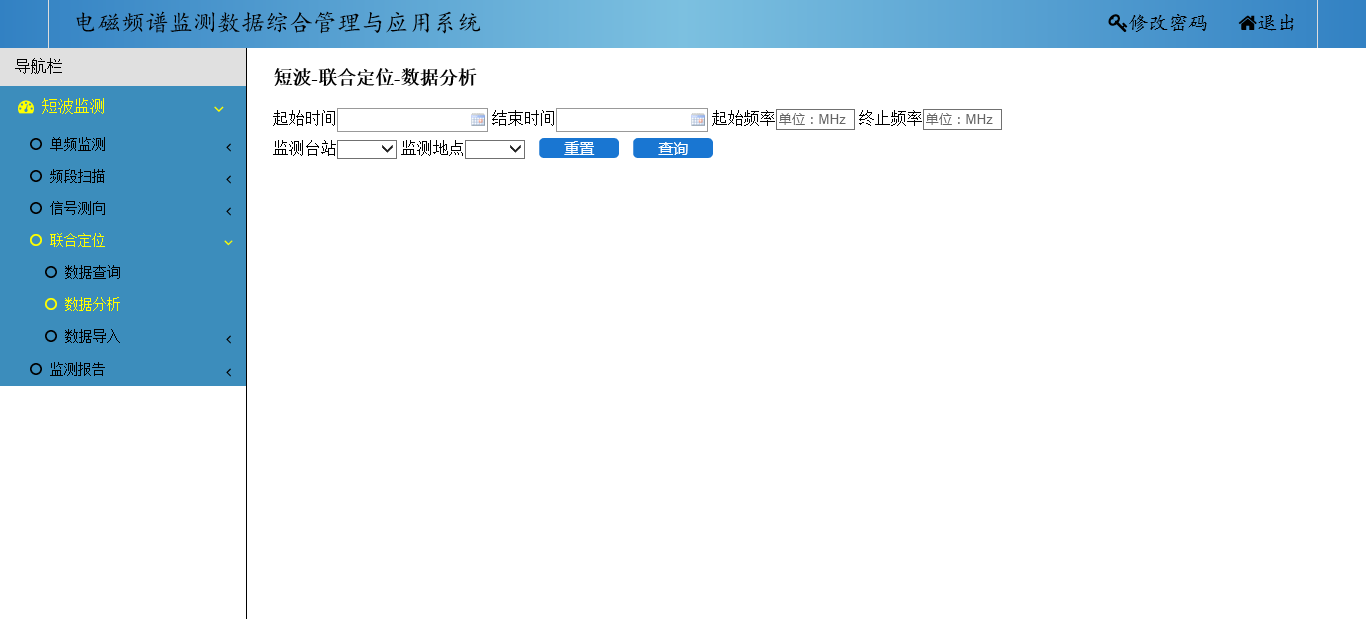 电磁频谱监测数据综合管理与应用系统 修改密码 退出
导航栏
短波监测
单频监测
频段扫描
信号测向
联合定位
数据查询
数据分析
数据导入
监测报告
短波-联合定位-数据分析
起始时间 结束时间 起始频率 单位：MHz 终止频率 单位：MHz
监测台站 监测地点 重置 查询